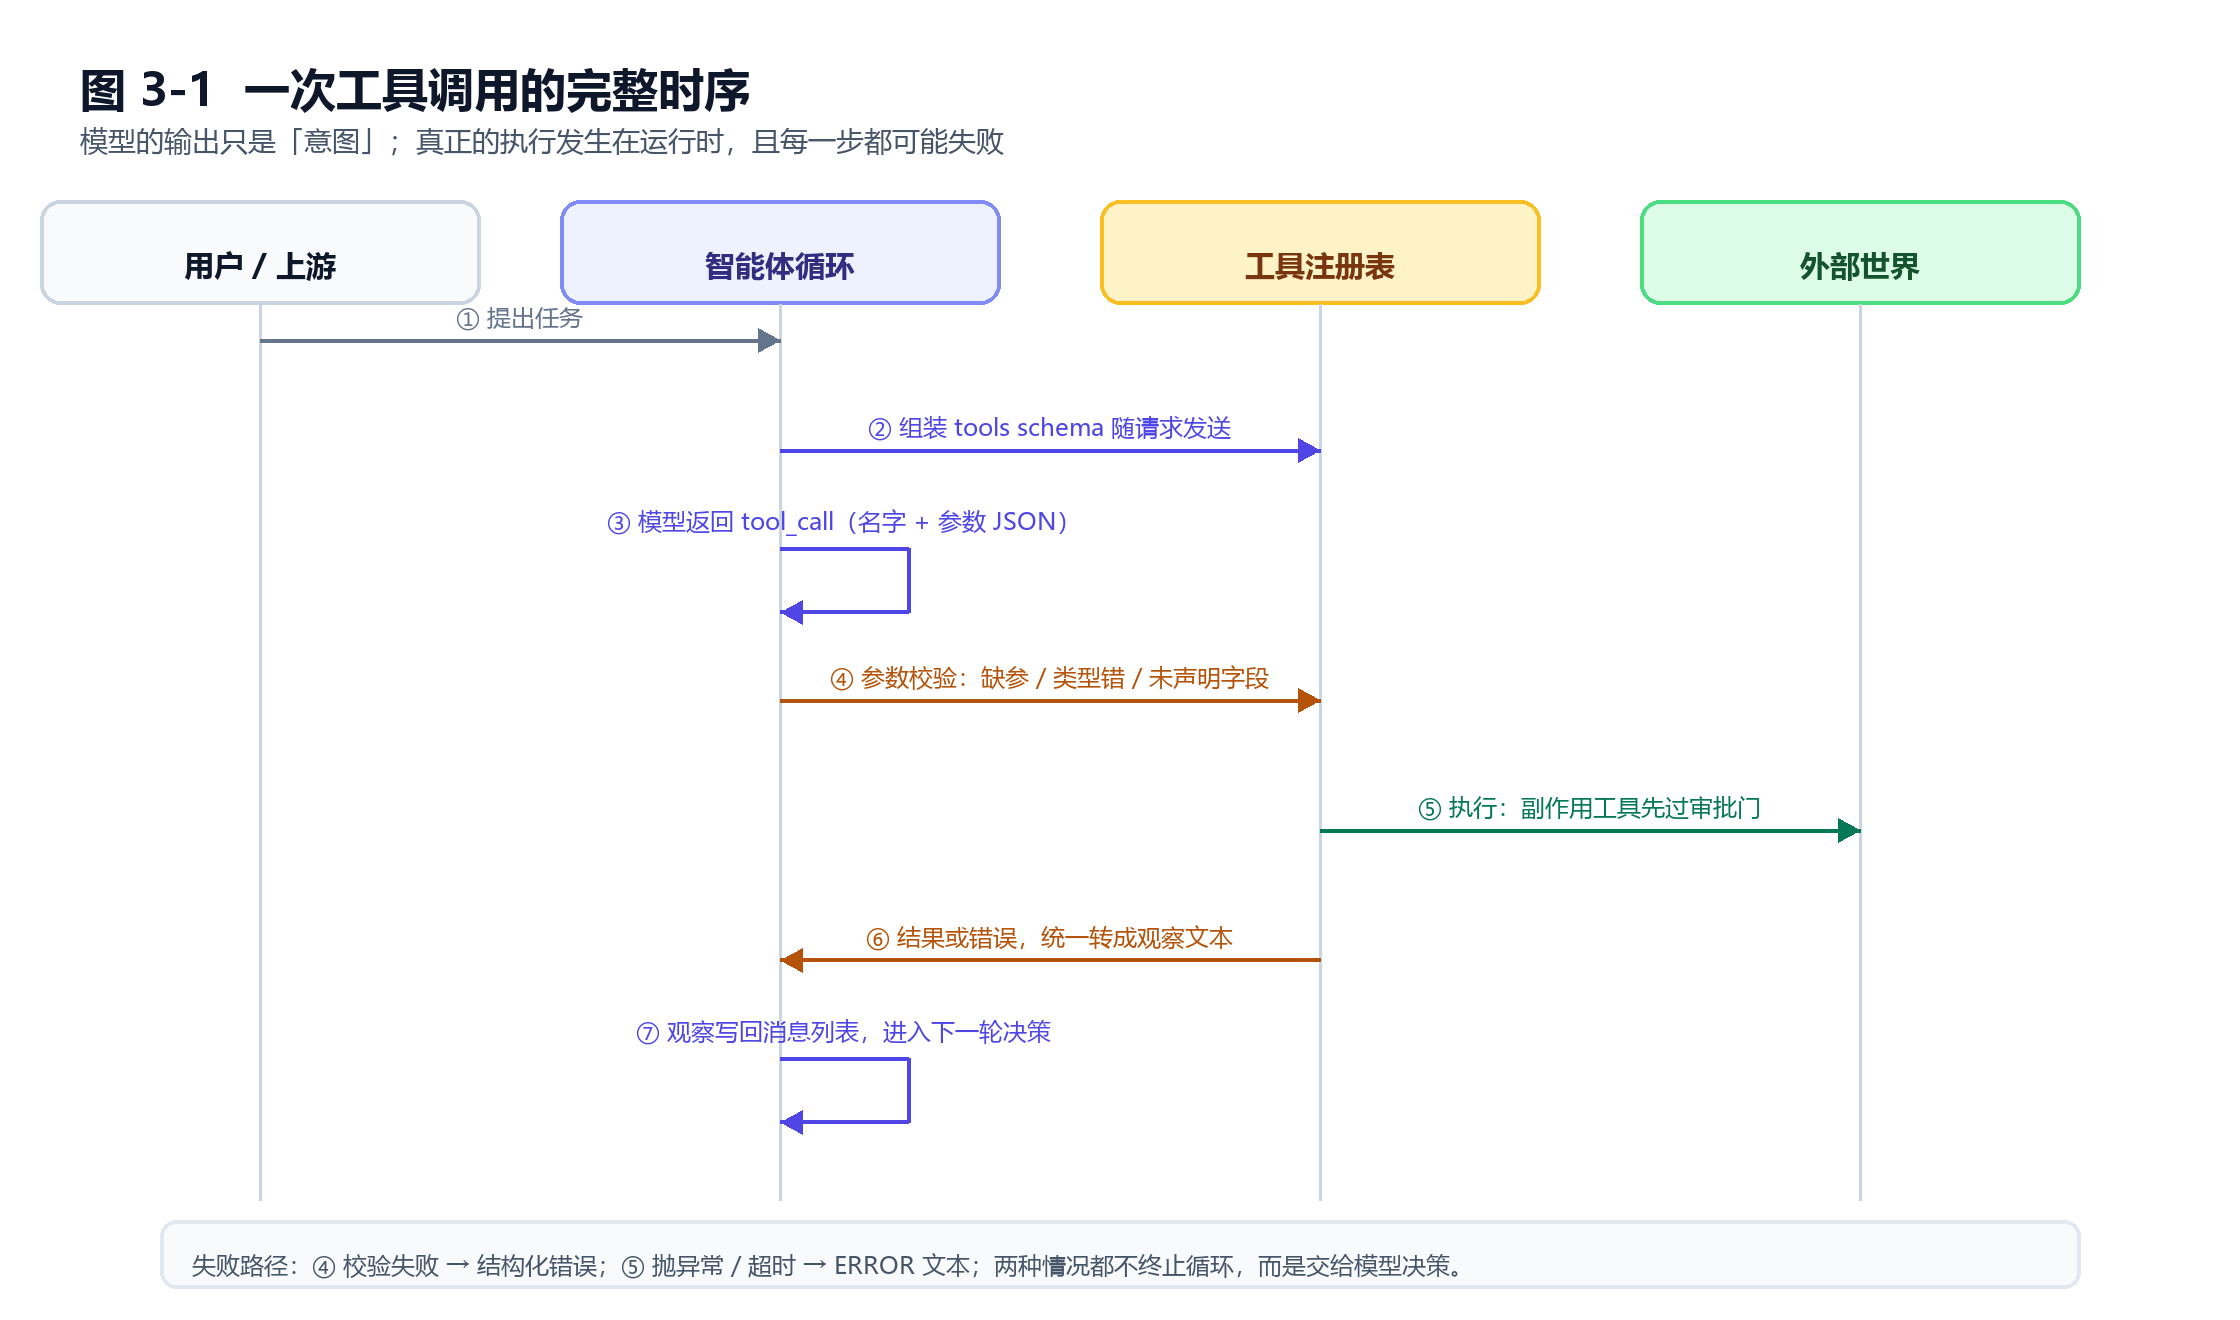 图 3-1 一次工具调用的完整时序
模型的输出只是「意图」；真正的执行发生在运行时，且每一步都可能失败
用户 / 上游
智能体循环
工具注册表
外部世界
① 提出任务
② 组装 tools schema 随请求发送
③ 模型返回 tool_call（名字 + 参数 JSON）
④ 参数校验：缺参 / 类型错 / 未声明字段
⑤ 执行：副作用工具先过审批门
⑥ 结果或错误，统一转成观察文本
⑦ 观察写回消息列表，进入下一轮决策
失败路径：④ 校验失败 → 结构化错误；⑤ 抛异常 / 超时 → ERROR 文本；两种情况都不终止循环，而是交给模型决策。